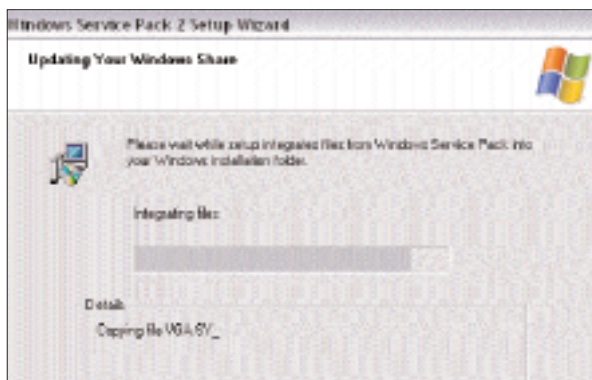 Windows Service Pack 2 Setup Wizard
Updating Your Windows Share
Please wait while setup integrates files from Windows Service Pack into
your Windows installation folder.
Integrating files
Details
Copying file VGA.SY_